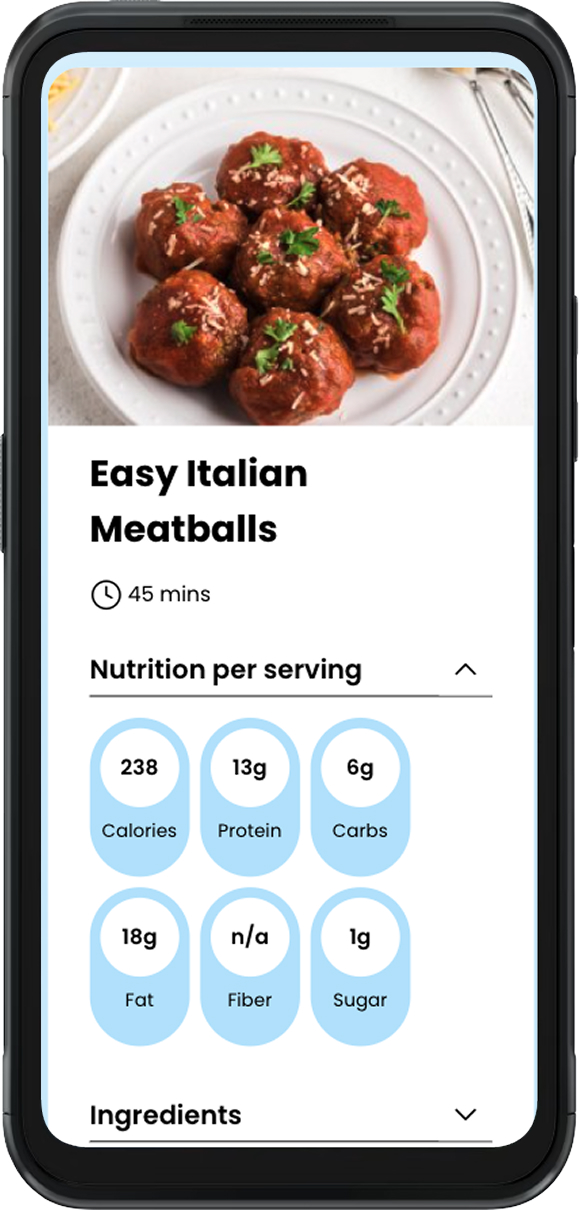 Easy Italian
Meatballs
45 mins
Nutrition per serving
238
13g
6g
Calories
Protein
Carbs
18g
n/a
1g
Fat
Fiber
Sugar
Ingredients